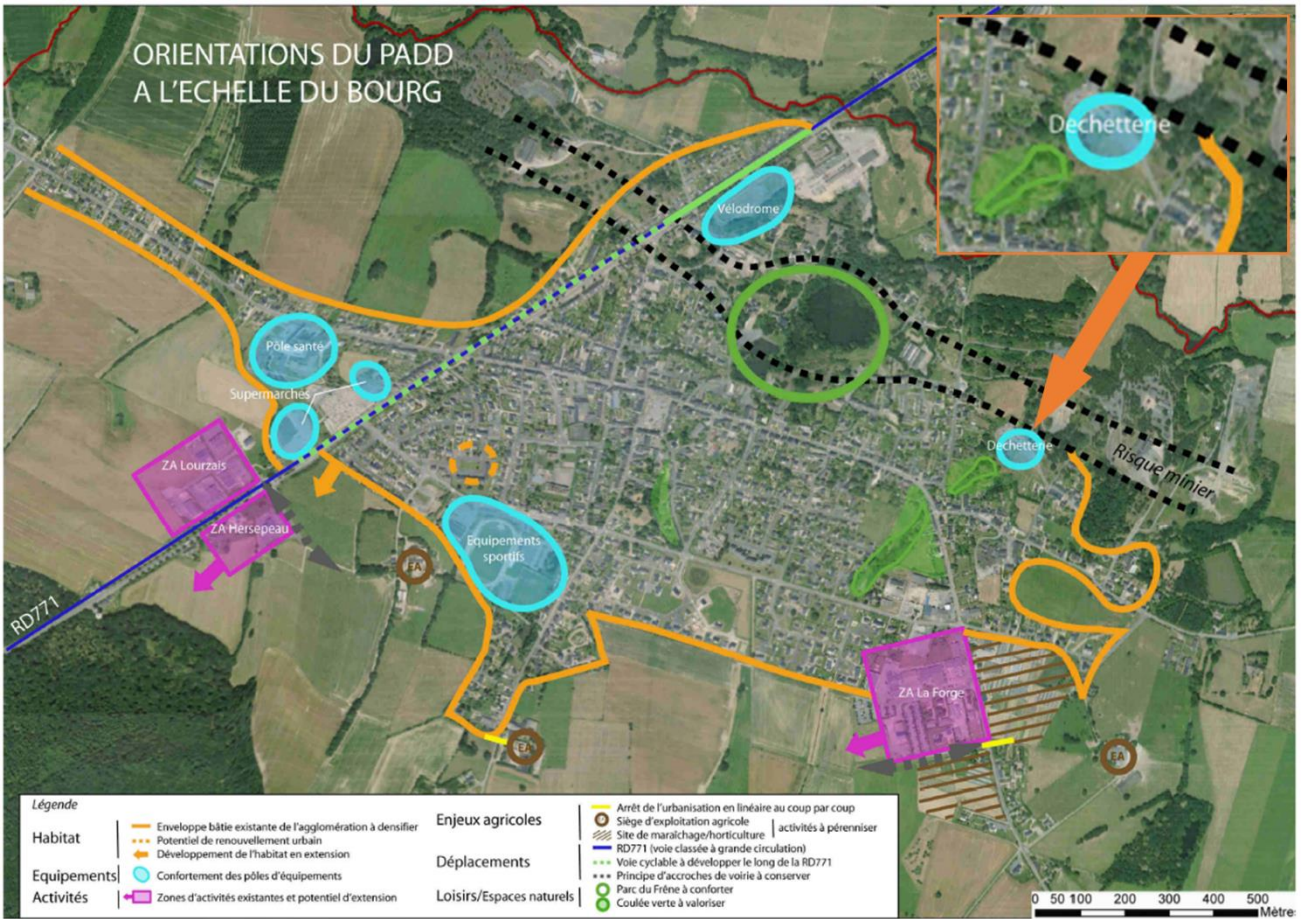 ORIENTATIONS DU PADD
A L'ECHELLE DU BOURG
Dechetterie
Vélodrome
Pôle santé
Supermarchés
Dechetterie
Risque minier
ZA Lourzais
ZA Hersepeau
Equipements
sportifs
EA
RD771
ZA La Forge
EA
EA
Légende
Habitat
Enveloppe bâtie existante de l'agglomération à densifier
Potentiel de renouvellement urbain
Développement de l'habitat en extension
Equipements
Confortement des pôles d'équipements
Activités
Zones d'activités existantes et potentiel d'extension
Enjeux agricoles
Arrêt de l'urbanisation en linéaire au coup par coup
Siège d'exploitation agricole
Site de maraîchage/horticulture
activités à pérenniser
Déplacements
RD771 (voie classée à grande circulation)
Voie cyclable à développer le long de la RD771
Principe d'accroches de voirie à conserver
Loisirs/Espaces naturels
Parc du Frêne à conforter
Coulée verte à valoriser
0 50 100 200 300 400 500
Mètre